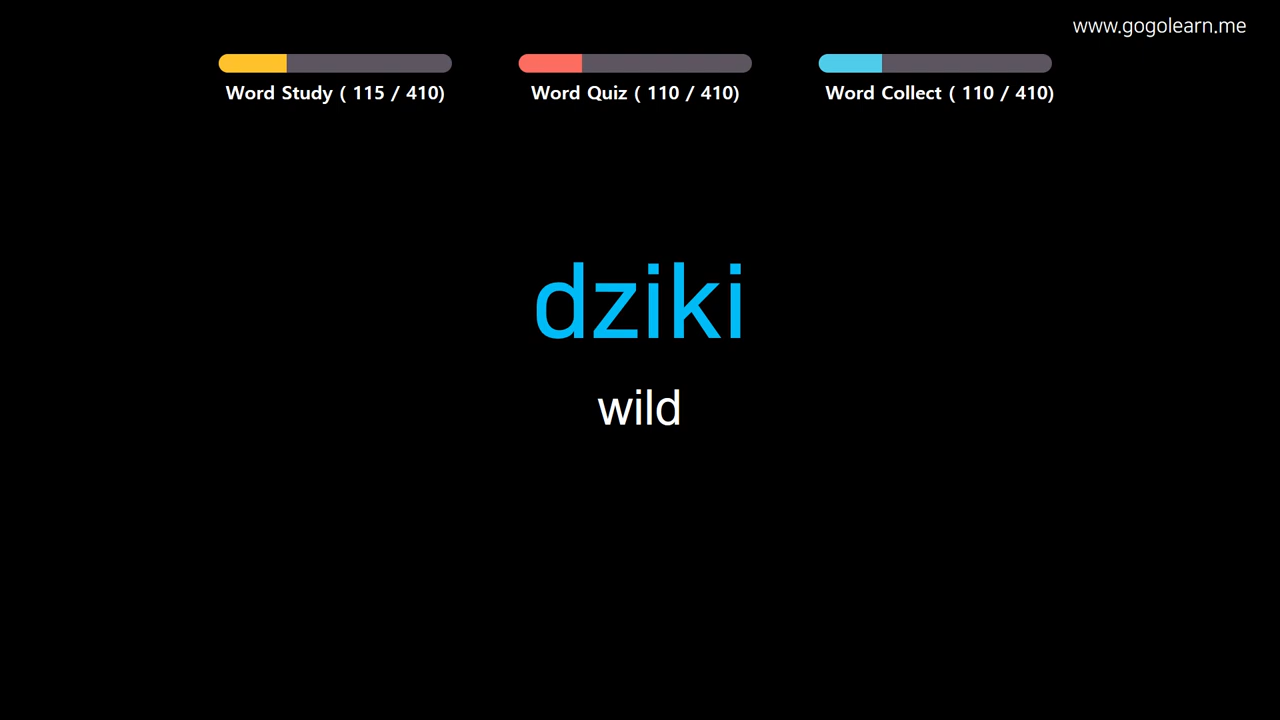 www.gogolearn.me
Word Study ( 115 / 410)
Word Quiz ( 110 / 410)
Word Collect ( 110 / 410)
dziki
wild